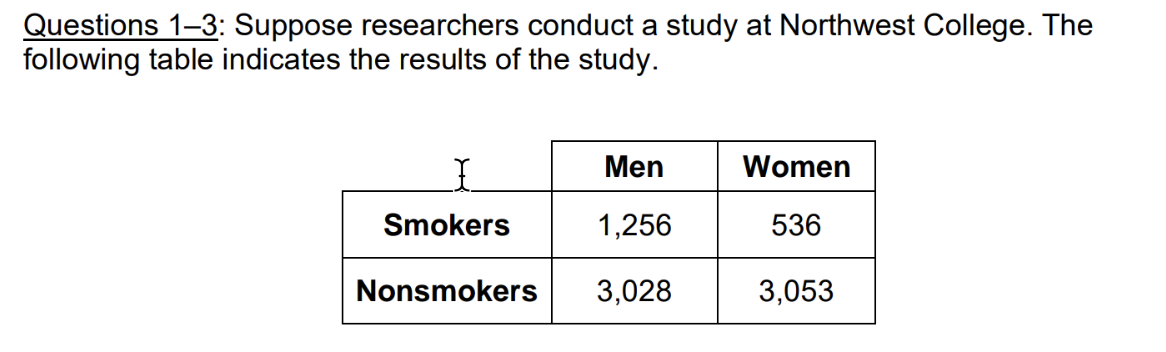 Questions 1–3: Suppose researchers conduct a study at Northwest College. The
following table indicates the results of the study.
Men Women
Smokers 1,256 536
Nonsmokers 3,028 3,053